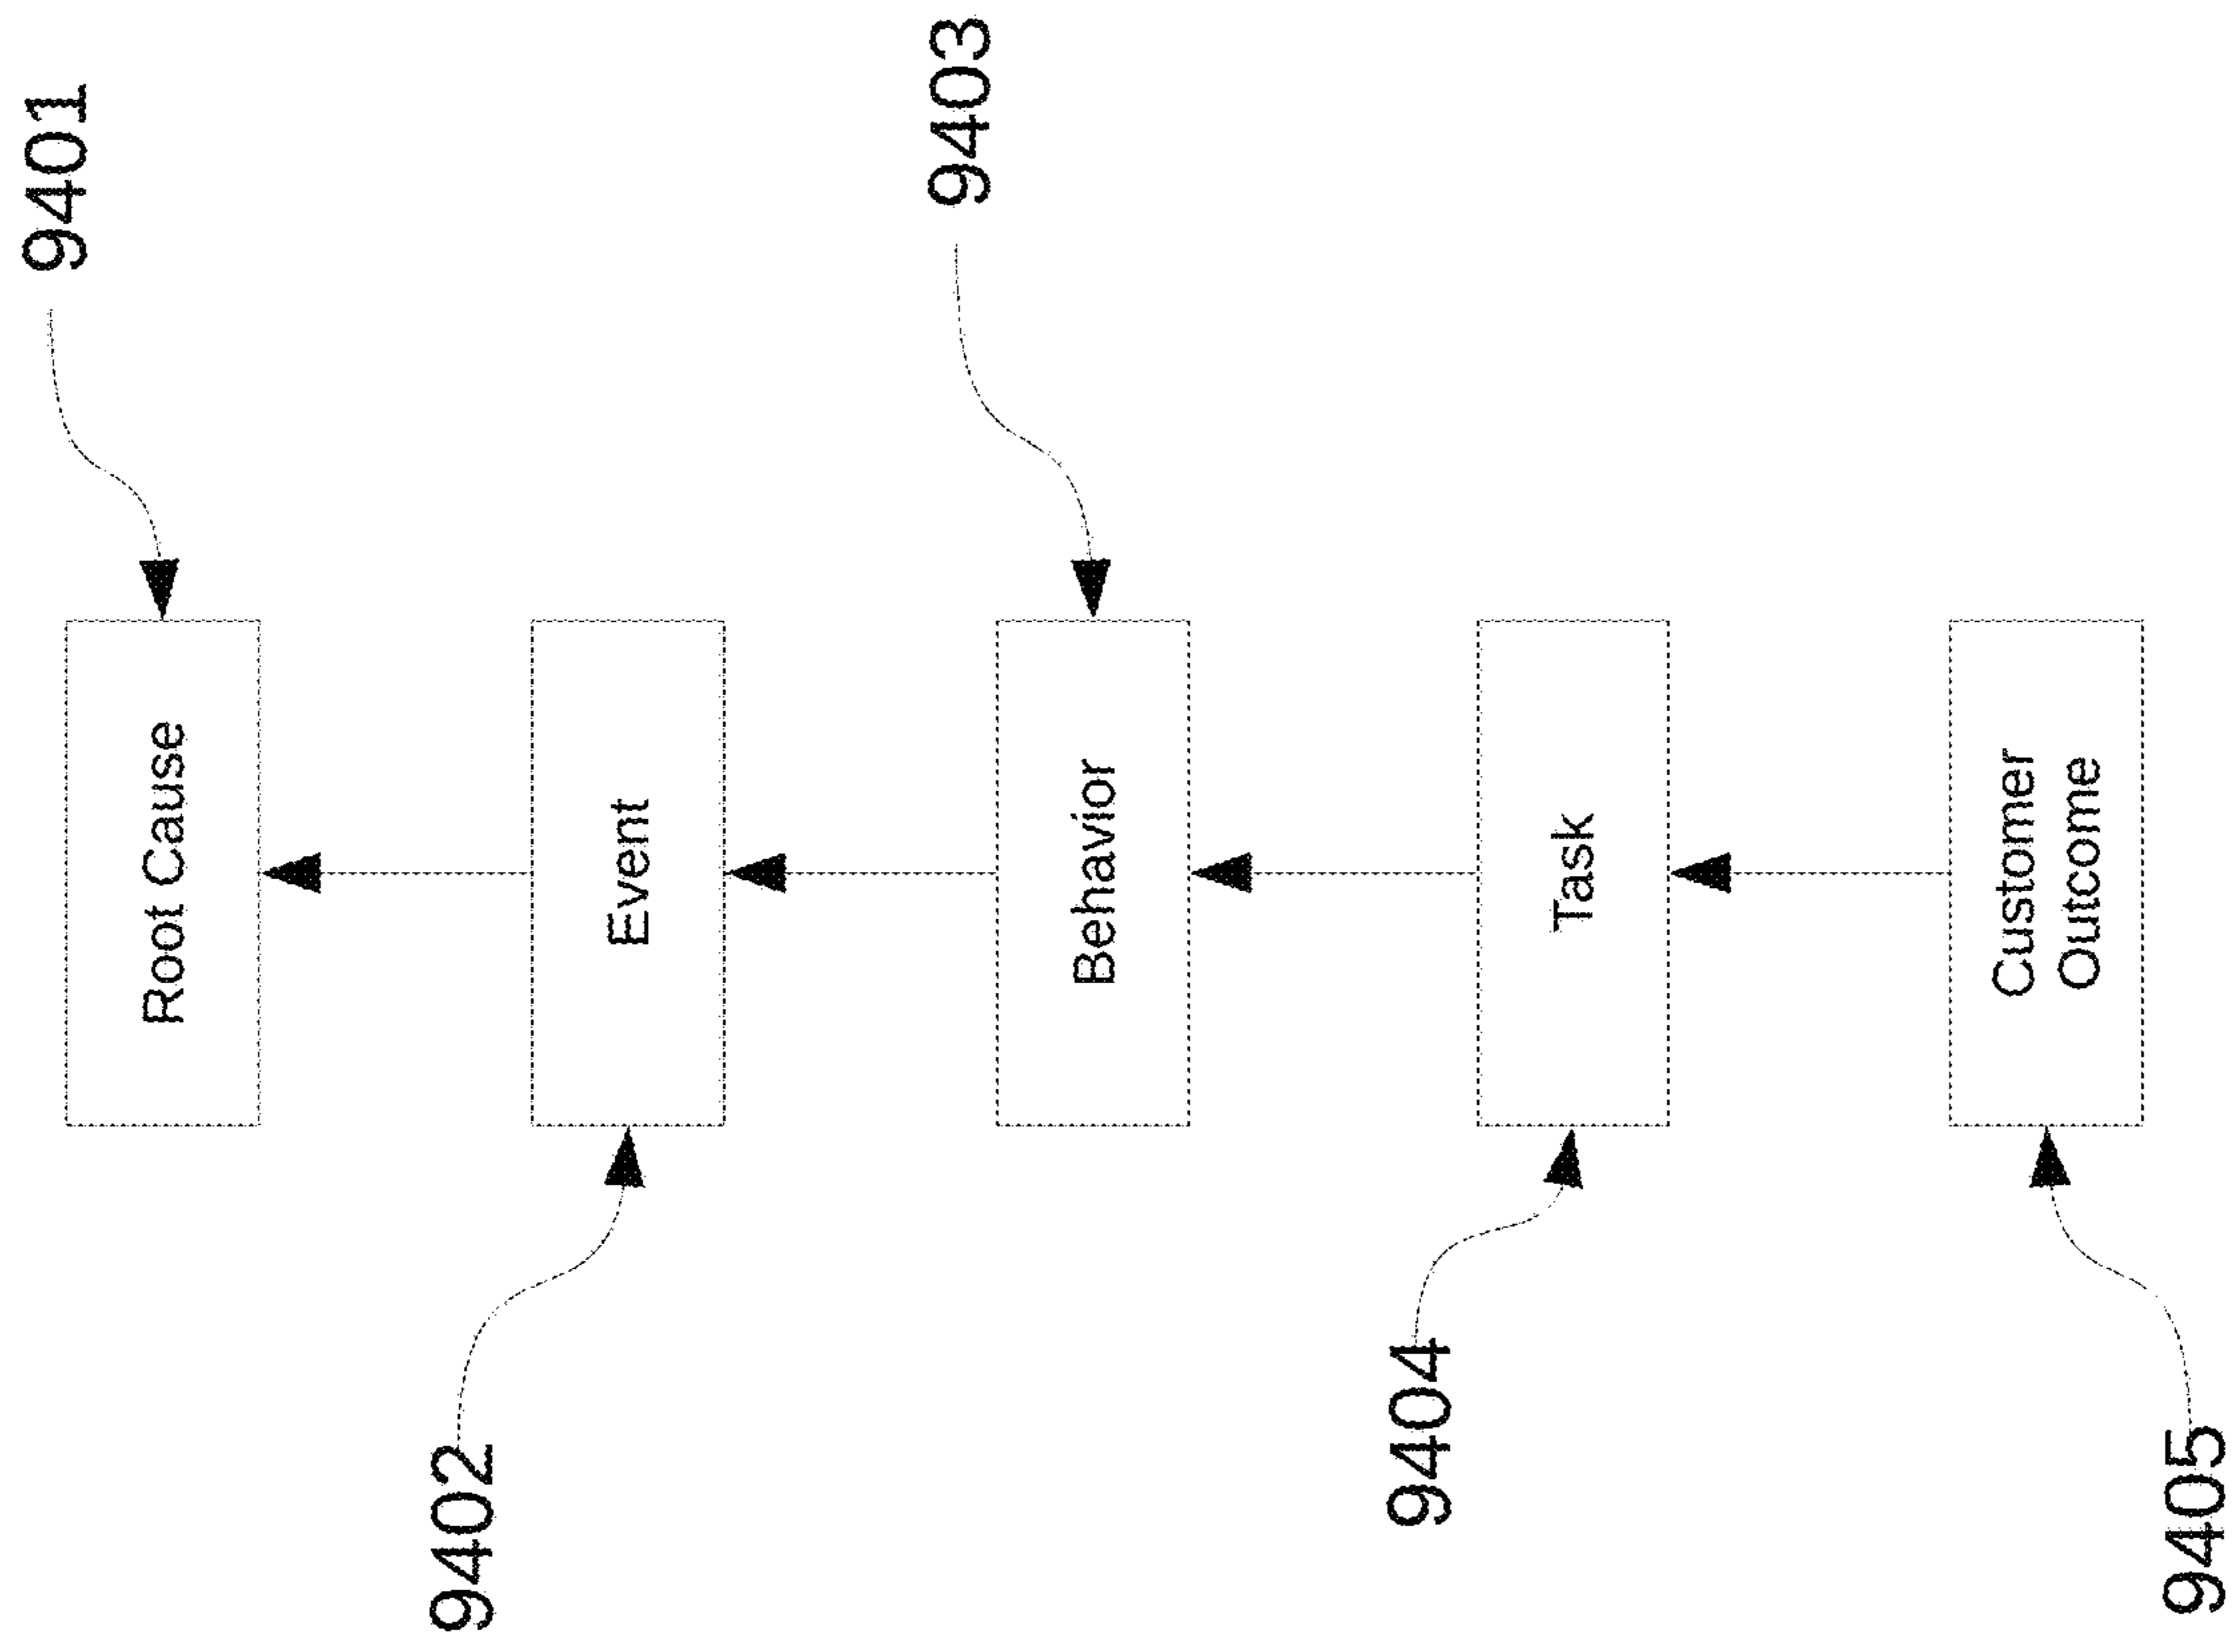 9401
Root Cause
9402
Event
9403
Behavior
9404
Task
9405
Customer
Outcome